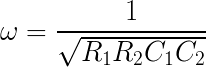 ω = 1 / √(R₁R₂C₁C₂)